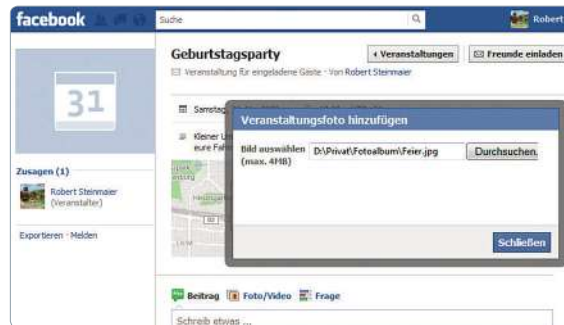 facebook
Suche
Robert
31
Geburtstagsparty
Veranstaltungen
Freunde einladen
Veranstaltung für eingeladene Gäste · Von Robert Steinmaier
Samstag,
Kleiner
eure
Veranstaltungsfoto hinzufügen
Bild auswählen
(max. 4MB)
D:\Privat\Fotoalbum\Feier.jpg
Durchsuchen
Schließen
Zusagen (1)
Robert Steinmaier
(Veranstalter)
Exportieren · Melden
Beitrag
Foto/Video
Frage
Schreib etwas ...